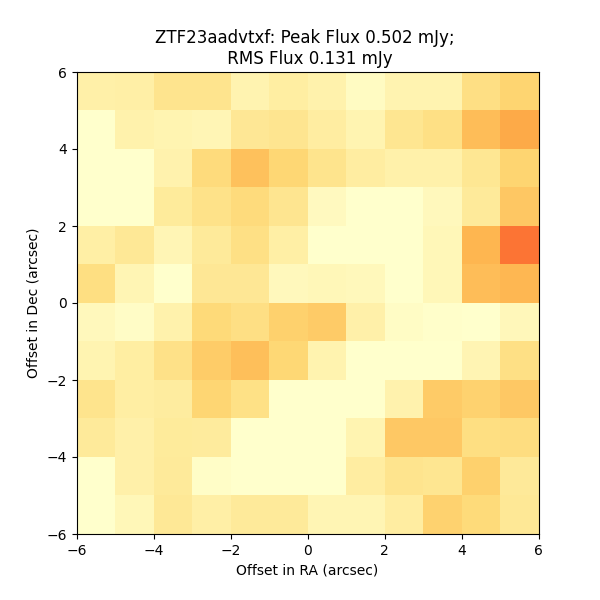 ZTF23aadvtxf: Peak Flux 0.502 mJy;
RMS Flux 0.131 mJy
6
4
2
0
−2
−4
−6
Offset in Dec (arcsec)
−6 −4 −2 0 2 4 6
Offset in RA (arcsec)